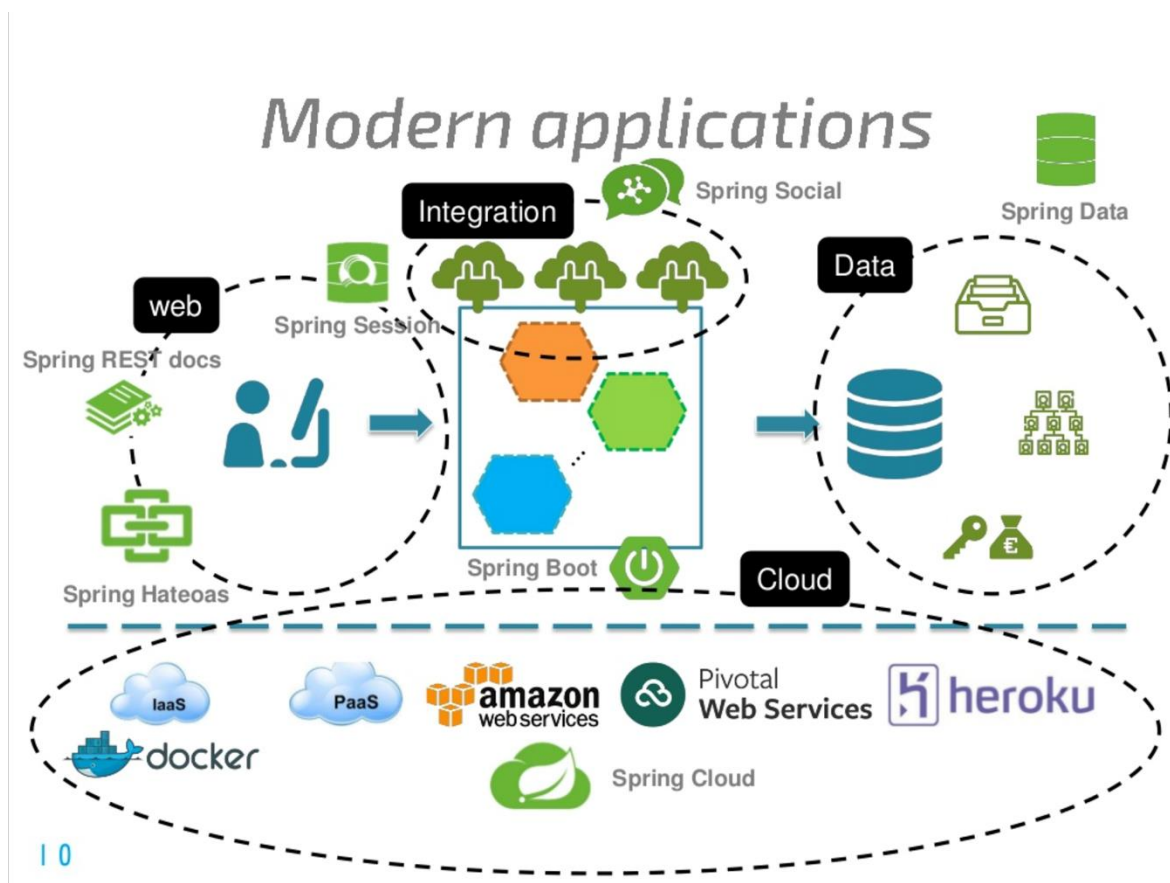 Modern applications
Spring Social
Spring Data
Integration
Data
web
Spring Session
Spring REST docs
Spring Hateoas
Spring Boot
Cloud
IaaS
PaaS
amazon
webservices
Pivotal
Web Services
heroku
docker
Spring Cloud
€
10